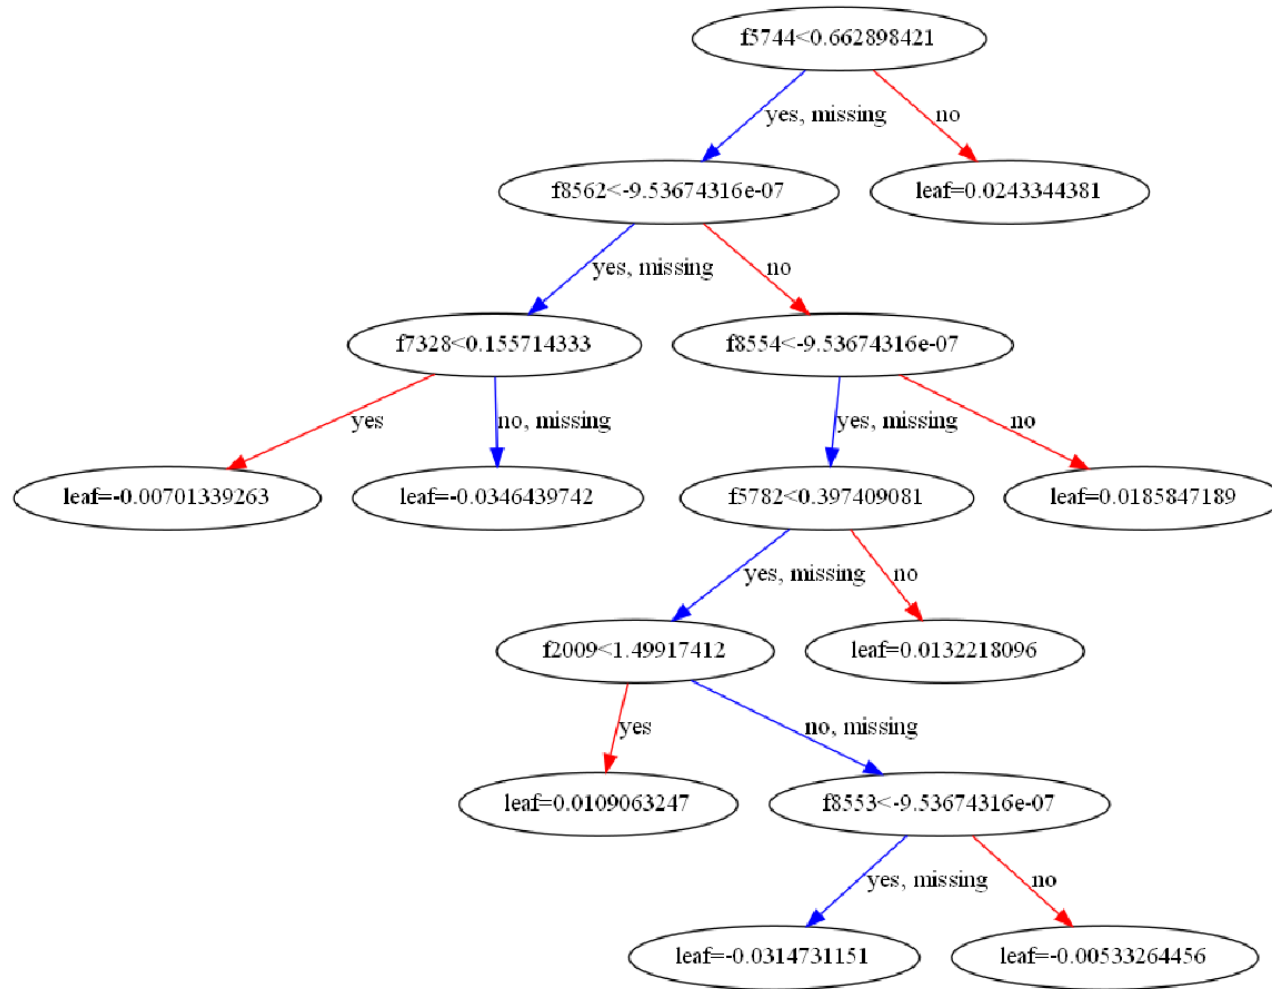 f5744<0.662898421
yes, missing
no
f8562<-9.53674316e-07
leaf=0.0243344381
yes, missing
no
f7328<0.155714333
f8554<-9.53674316e-07
yes
no, missing
yes, missing
no
leaf=-0.00701339263
leaf=-0.0346439742
f5782<0.397409081
leaf=0.0185847189
yes, missing
no
f2009<1.49917412
leaf=0.0132218096
yes
no, missing
leaf=0.0109063247
f8553<-9.53674316e-07
yes, missing
no
leaf=-0.0314731151
leaf=-0.00533264456